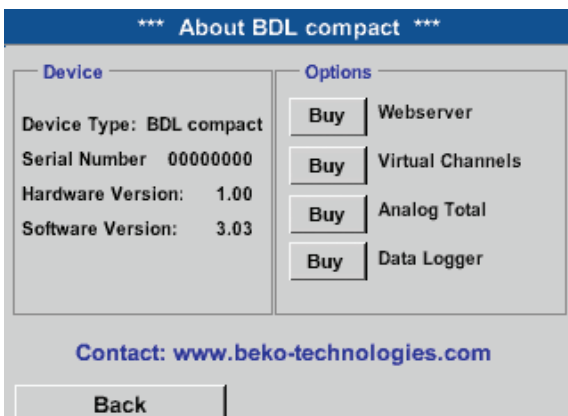 *** About BDL compact ***
Device
Device Type: BDL compact
Serial Number 00000000
Hardware Version: 1.00
Software Version: 3.03
Options
Buy Webserver
Buy Virtual Channels
Buy Analog Total
Buy Data Logger
Contact: www.beko-technologies.com
Back